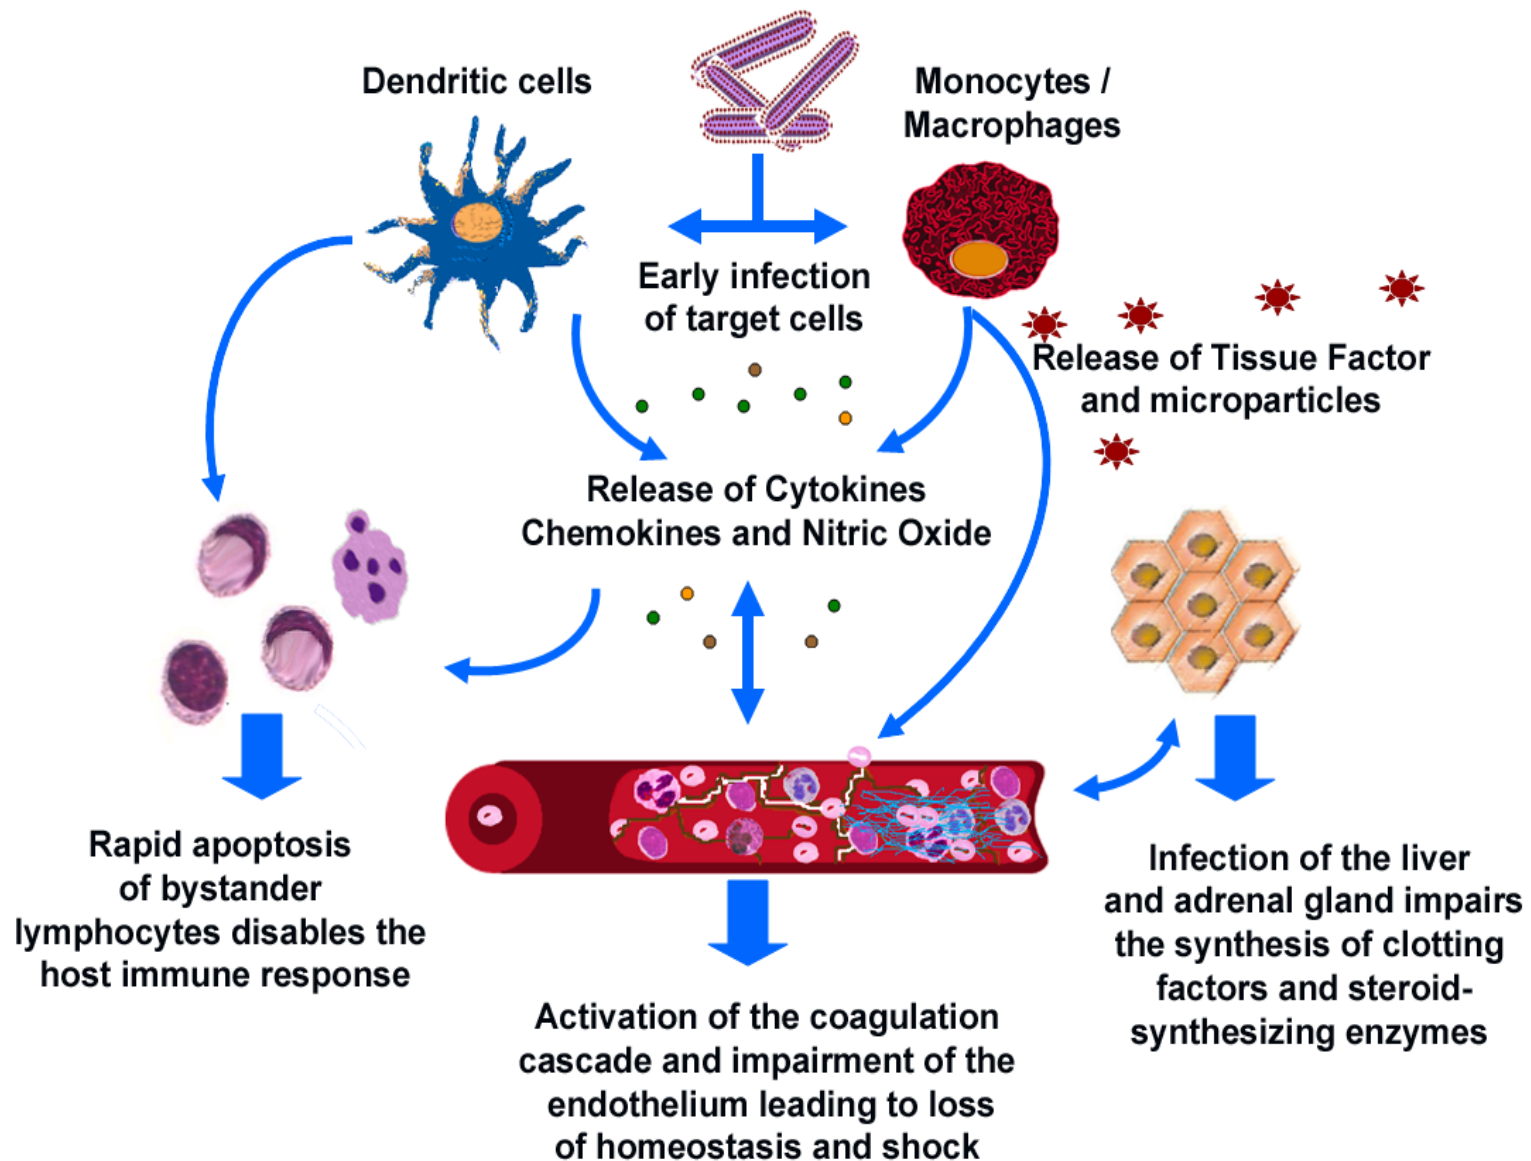 Dendritic cells
Monocytes /
Macrophages
Early infection
of target cells
Release of Tissue Factor
and microparticles
Release of Cytokines
Chemokines and Nitric Oxide
Rapid apoptosis
of bystander
lymphocytes disables the
host immune response
Activation of the coagulation
cascade and impairment of the
endothelium leading to loss
of homeostasis and shock
Infection of the liver
and adrenal gland impairs
the synthesis of clotting
factors and steroid-
synthesizing enzymes